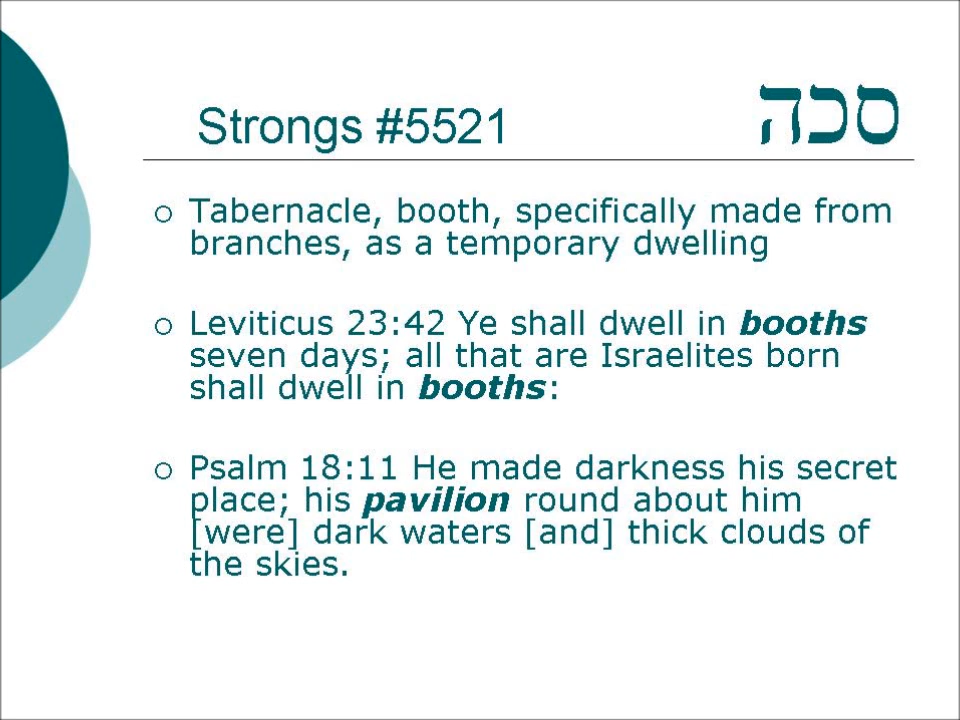 Strongs #5521 סכה
Tabernacle, booth, specifically made from
branches, as a temporary dwelling
Leviticus 23:42 Ye shall dwell in booths
seven days; all that are Israelites born
shall dwell in booths:
Psalm 18:11 He made darkness his secret
place; his pavilion round about him
[were] dark waters [and] thick clouds of
the skies.